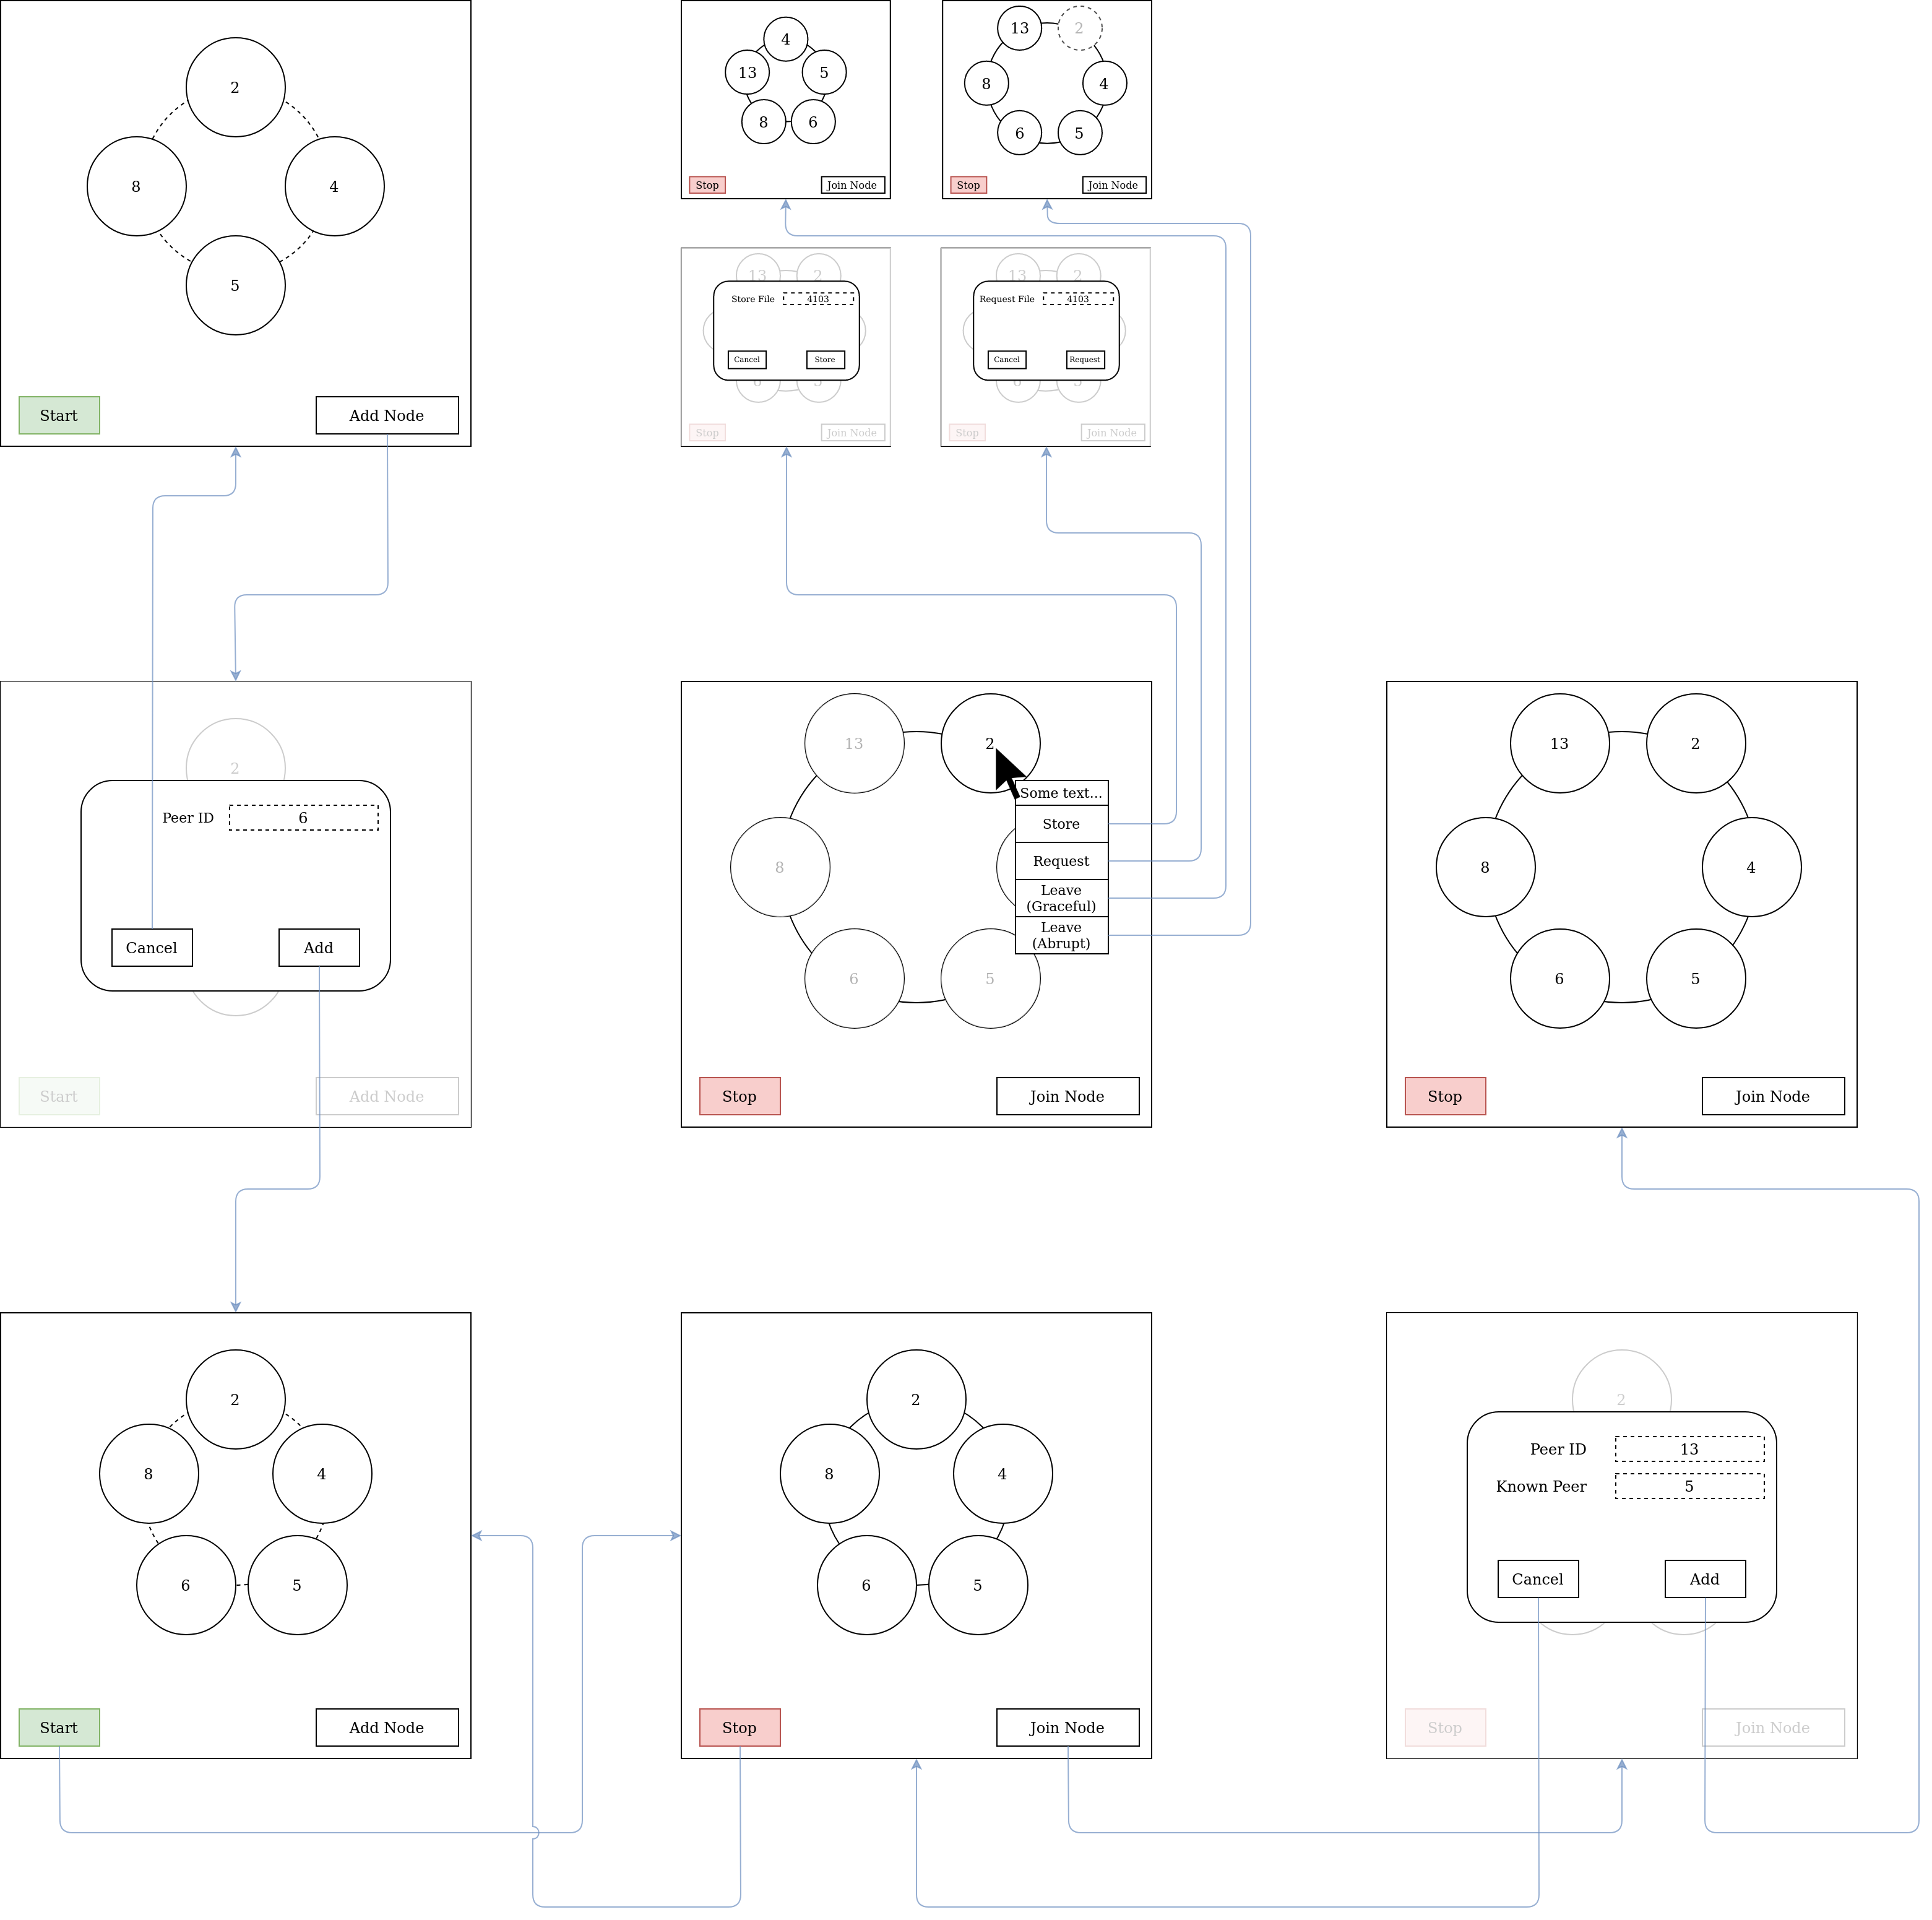 2
8
4
5
Start
Add Node
4
13
5
8
6
Stop
Join Node
13
2
8
4
6
5
Stop
Join Node
13
2
Store File
4103
Cancel
Store
6
5
Stop
Join Node
13
2
Request File
4103
Cancel
Request
6
5
Stop
Join Node
2
Peer ID
6
Cancel
Add
Start
Add Node
13
2
Some text...
Store
8
Request
Leave
(Graceful)
Leave
(Abrupt)
6
5
Stop
Join Node
13
2
8
4
6
5
Stop
Join Node
2
8
4
6
5
Start
Add Node
2
8
4
6
5
Stop
Join Node
2
Peer ID
13
Known Peer
5
Cancel
Add
Stop
Join Node